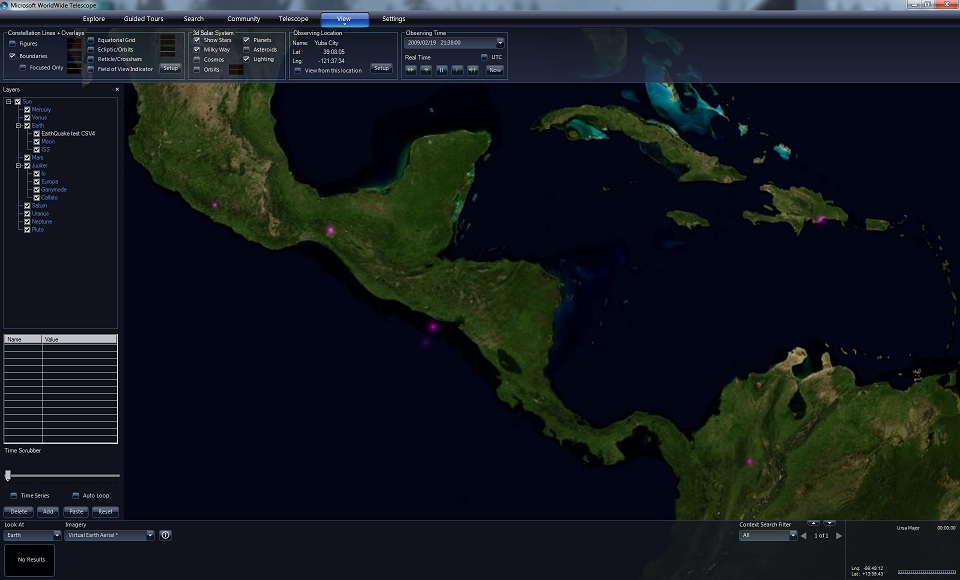 Microsoft WorldWide Telescope
Explore Guided Tours Search Community Telescope View Settings
Constellation Lines + Overlays
Figures
Boundaries
Focused Only
Equatorial Grid
Ecliptic/Orbits
Reticle/Crosshairs
Field of View Indicator
Setup
3d Solar System
Show Stars
Milky Way
Cosmos
Orbits
Planets
Asteroids
Lighting
Observing Location
Name: Yuba City
Lat: 39:08:05
Lng: -121:37:34
View from this location
Setup
Observing Time
2009/02/19 21:38:00
Real Time UTC
Now
Layers
Sun
Mercury
Venus
Earth
EarthQuake test CSV4
Moon
ISS
Mars
Jupiter
Io
Europa
Ganymede
Callisto
Saturn
Uranus
Neptune
Pluto
Name Value
Time Scrubber
Time Series Auto Loop
Delete Add Paste Reset
Look At Imagery
Earth Virtual Earth Aerial *
No Results
Context Search Filter
All 1 of 1
Ursa Major 00:00:00
Lng: -88:49:12
Lat: +13:59:43